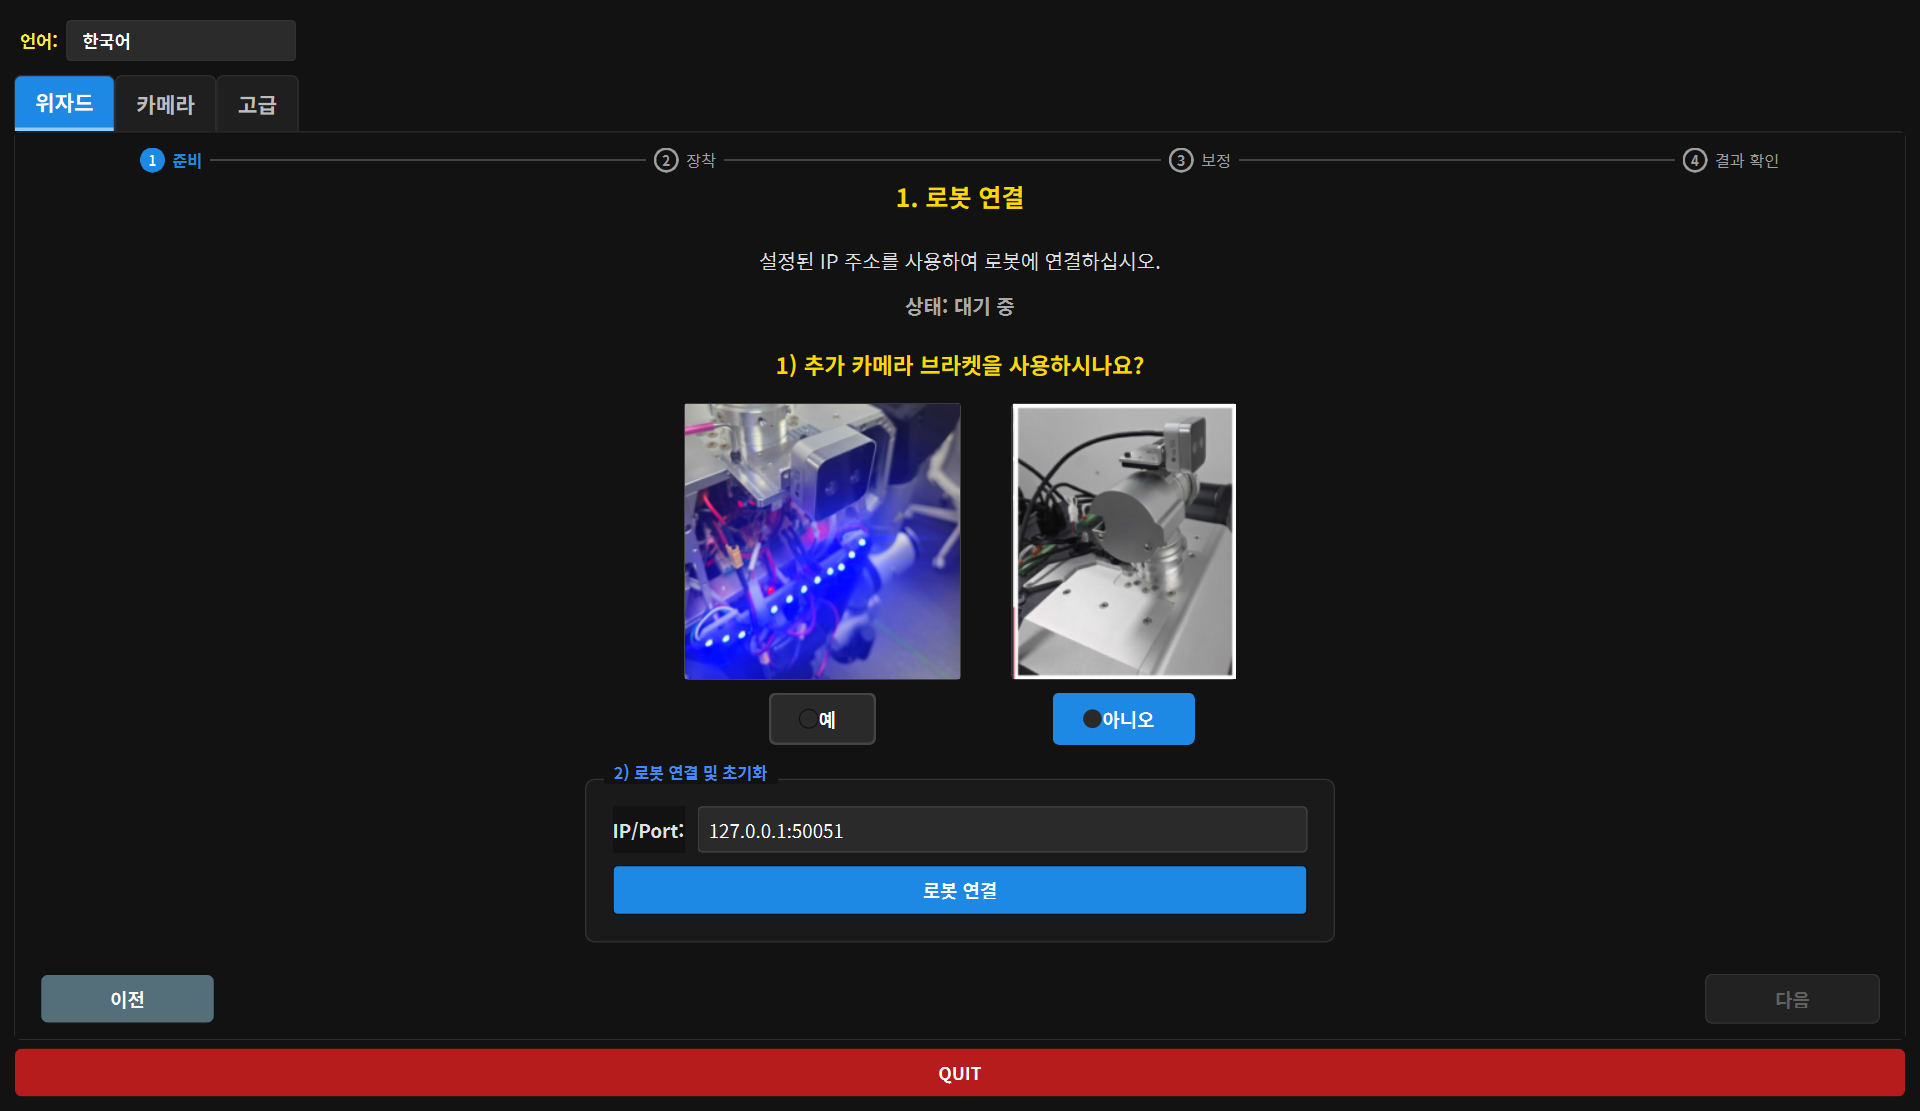 언어: 한국어
위자드 카메라 고급
1 준비 2 장착 3 보정 4 결과 확인
1. 로봇 연결
설정된 IP 주소를 사용하여 로봇에 연결하십시오.
상태: 대기 중
1) 추가 카메라 브라켓을 사용하시나요?
예 아니오
2) 로봇 연결 및 초기화
IP/Port: 127.0.0.1:50051
로봇 연결
이전 다음
QUIT